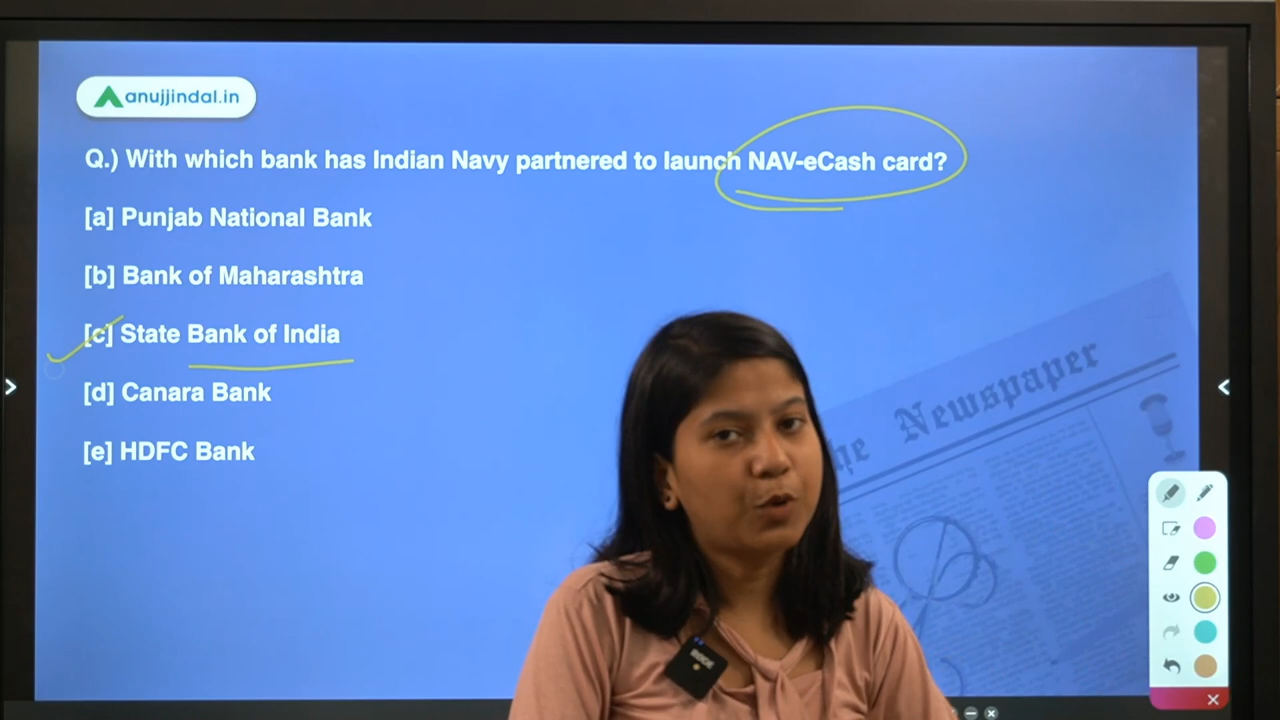 anujjindal.in
Q.) With which bank has Indian Navy partnered to launch NAV-eCash card?
[a] Punjab National Bank
[b] Bank of Maharashtra
[c] State Bank of India
[d] Canara Bank
[e] HDFC Bank
he Newspaper